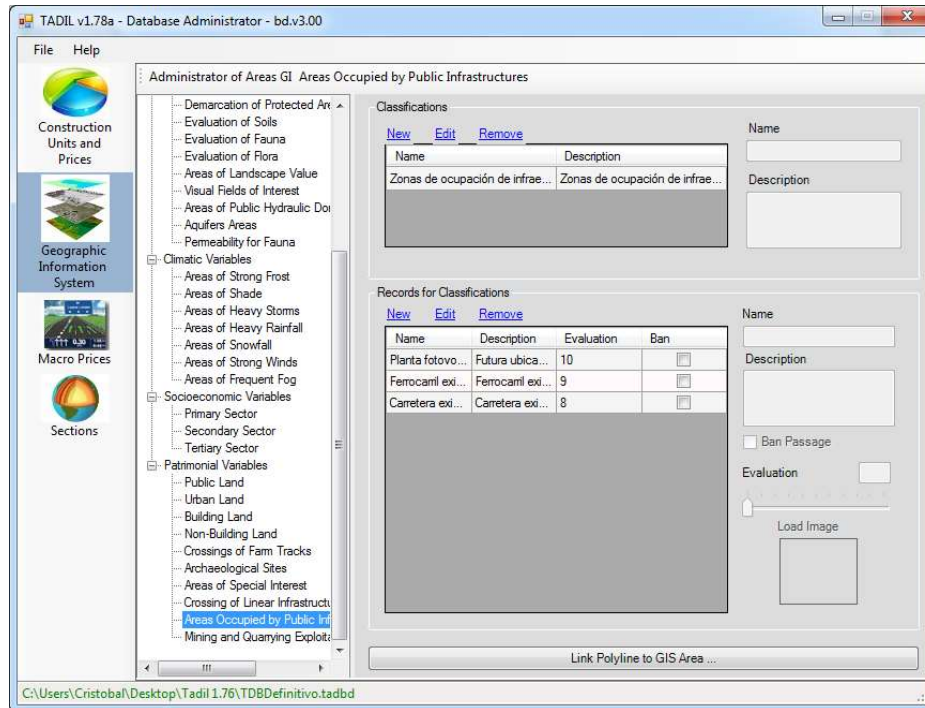 TADIL v1.78a - Database Administrator - bd.v3.00
File Help
Construction
Units and
Prices
Geographic
Information
System
Macro Prices
Sections
Administrator of Areas GI Areas Occupied by Public Infrastructures
Demarcation of Protected Are
Evaluation of Soils
Evaluation of Fauna
Evaluation of Flora
Areas of Landscape Value
Visual Fields of Interest
Areas of Public Hydraulic Dor
Aquifers Areas
Permeability for Fauna
Climatic Variables
Areas of Strong Frost
Areas of Shade
Areas of Heavy Storms
Areas of Heavy Rainfall
Areas of Snowfall
Areas of Strong Winds
Areas of Frequent Fog
Socioeconomic Variables
Primary Sector
Secondary Sector
Tertiary Sector
Patrimonial Variables
Public Land
Urban Land
Building Land
Non-Building Land
Crossings of Farm Tracks
Archaeological Sites
Areas of Special Interest
Crossing of Linear Infrastructu
Areas Occupied by Public Inf
Mining and Quarrying Exploita
Classifications
New Edit Remove
Name Description
Zonas de ocupación de infrae... Zonas de ocupación de infrae...
Name
Description
Records for Classifications
New Edit Remove
Name Description Evaluation Ban
Planta fotovo... Futura ubica... 10
Ferrocarril exi... Ferrocarril exi... 9
Carretera exi... Carretera exi... 8
Name
Description
Ban Passage
Evaluation
Load Image
Link Polyline to GIS Area ...
C:\Users\Cristobal\Desktop\Tadil 1.76\TDBDefinitivo.tadbd